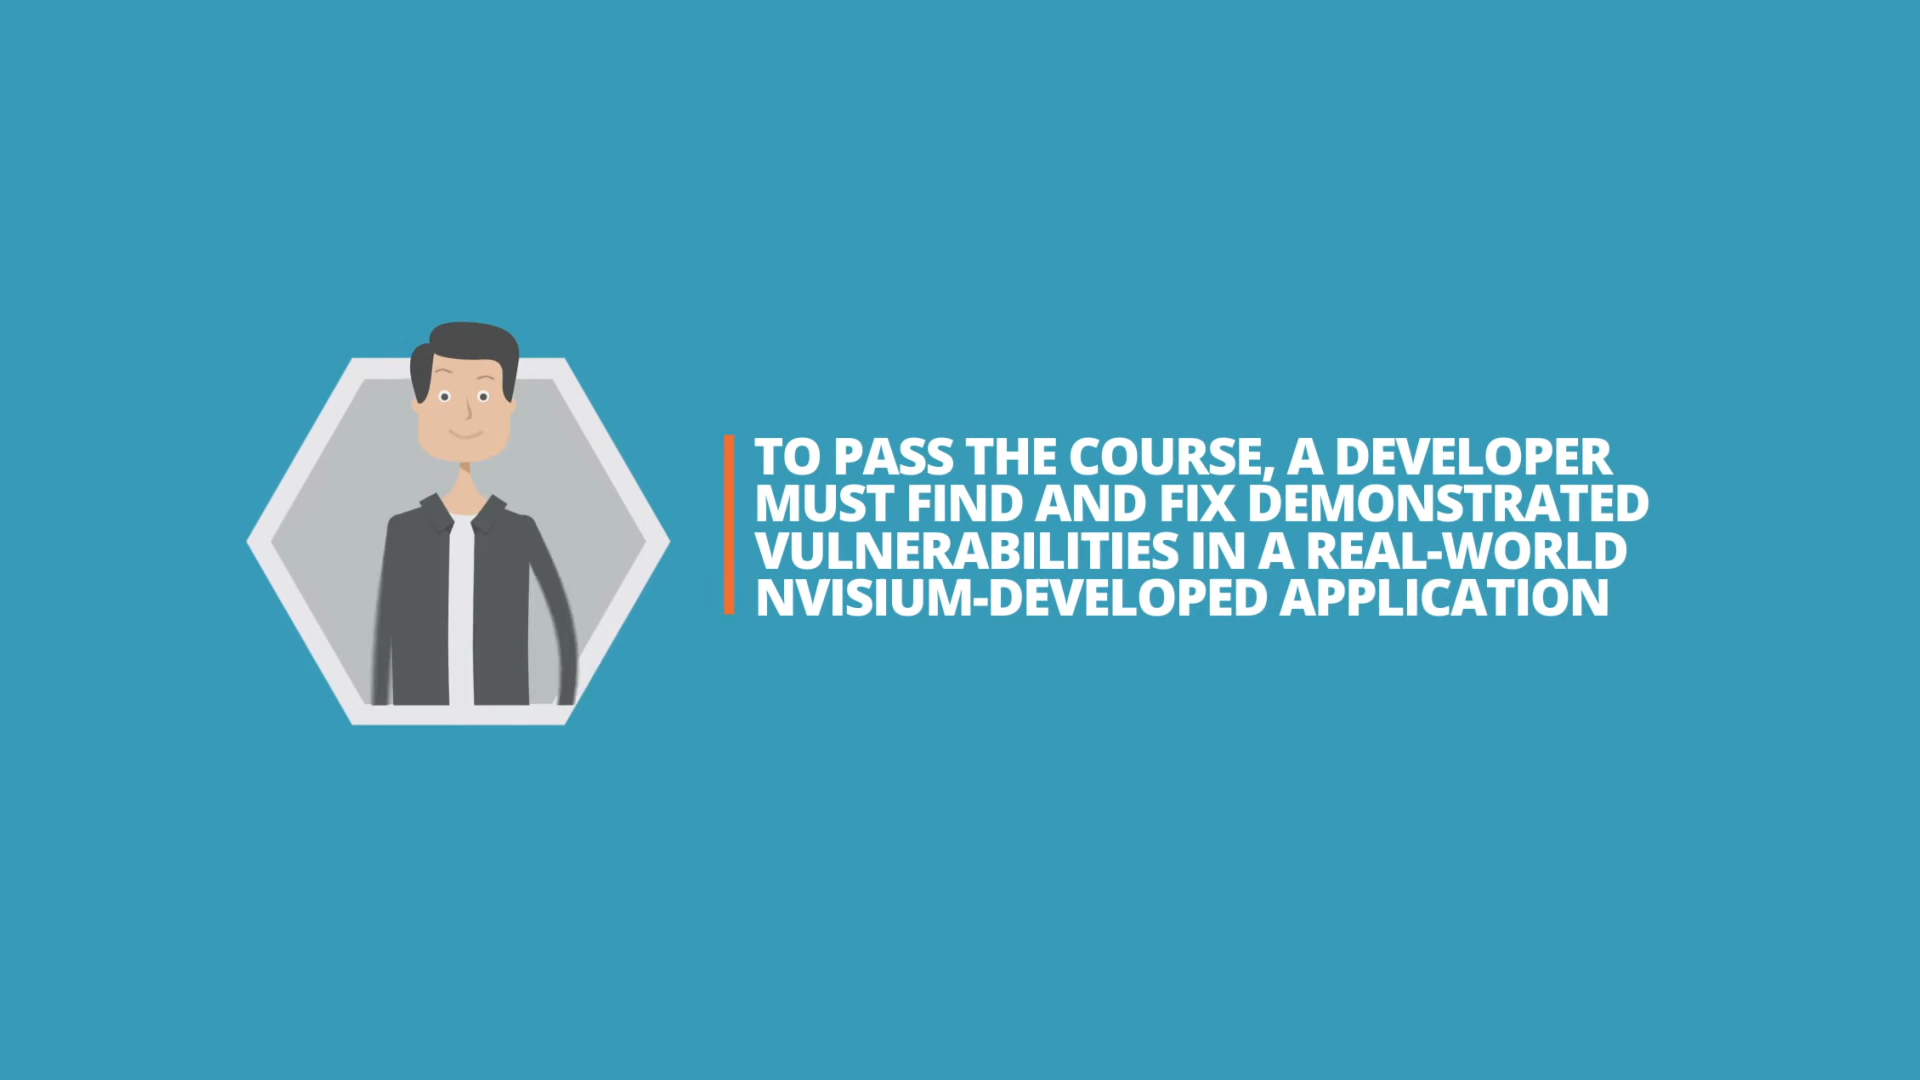 TO PASS THE COURSE, A DEVELOPER
MUST FIND AND FIX DEMONSTRATED
VULNERABILITIES IN A REAL-WORLD
NVISIUM-DEVELOPED APPLICATION